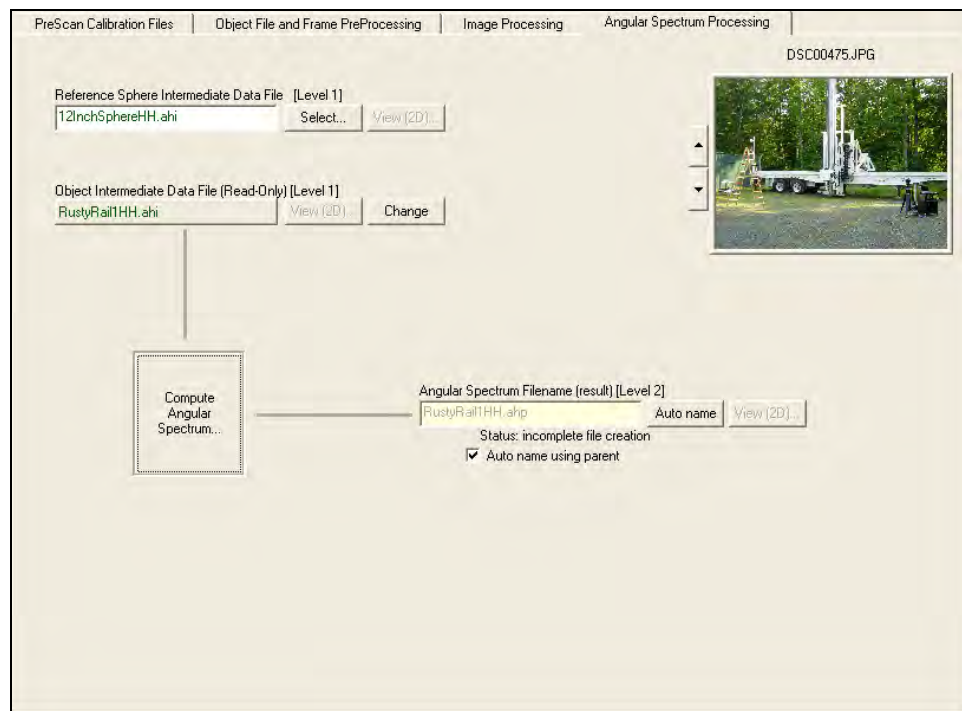 PreScan Calibration Files
Object File and Frame PreProcessing
Image Processing
Angular Spectrum Processing
DSC00475.JPG
Reference Sphere Intermediate Data File [Level 1]
12InchSphereHH.ahi
Select...
View (2D)...
Object Intermediate Data File (Read-Only) [Level 1]
RustyRail1HH.ahi
View (2D)...
Change
Compute
Angular
Spectrum...
Angular Spectrum Filename (result) [Level 2]
RustyRail1HH.ahp
Auto name
View (2D)...
Status: incomplete file creation
Auto name using parent